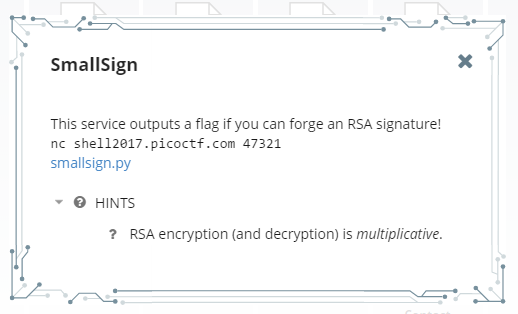 SmallSign
This service outputs a flag if you can forge an RSA signature!
nc shell2017.picoctf.com 47321
smallsign.py
HINTS
RSA encryption (and decryption) is multiplicative.